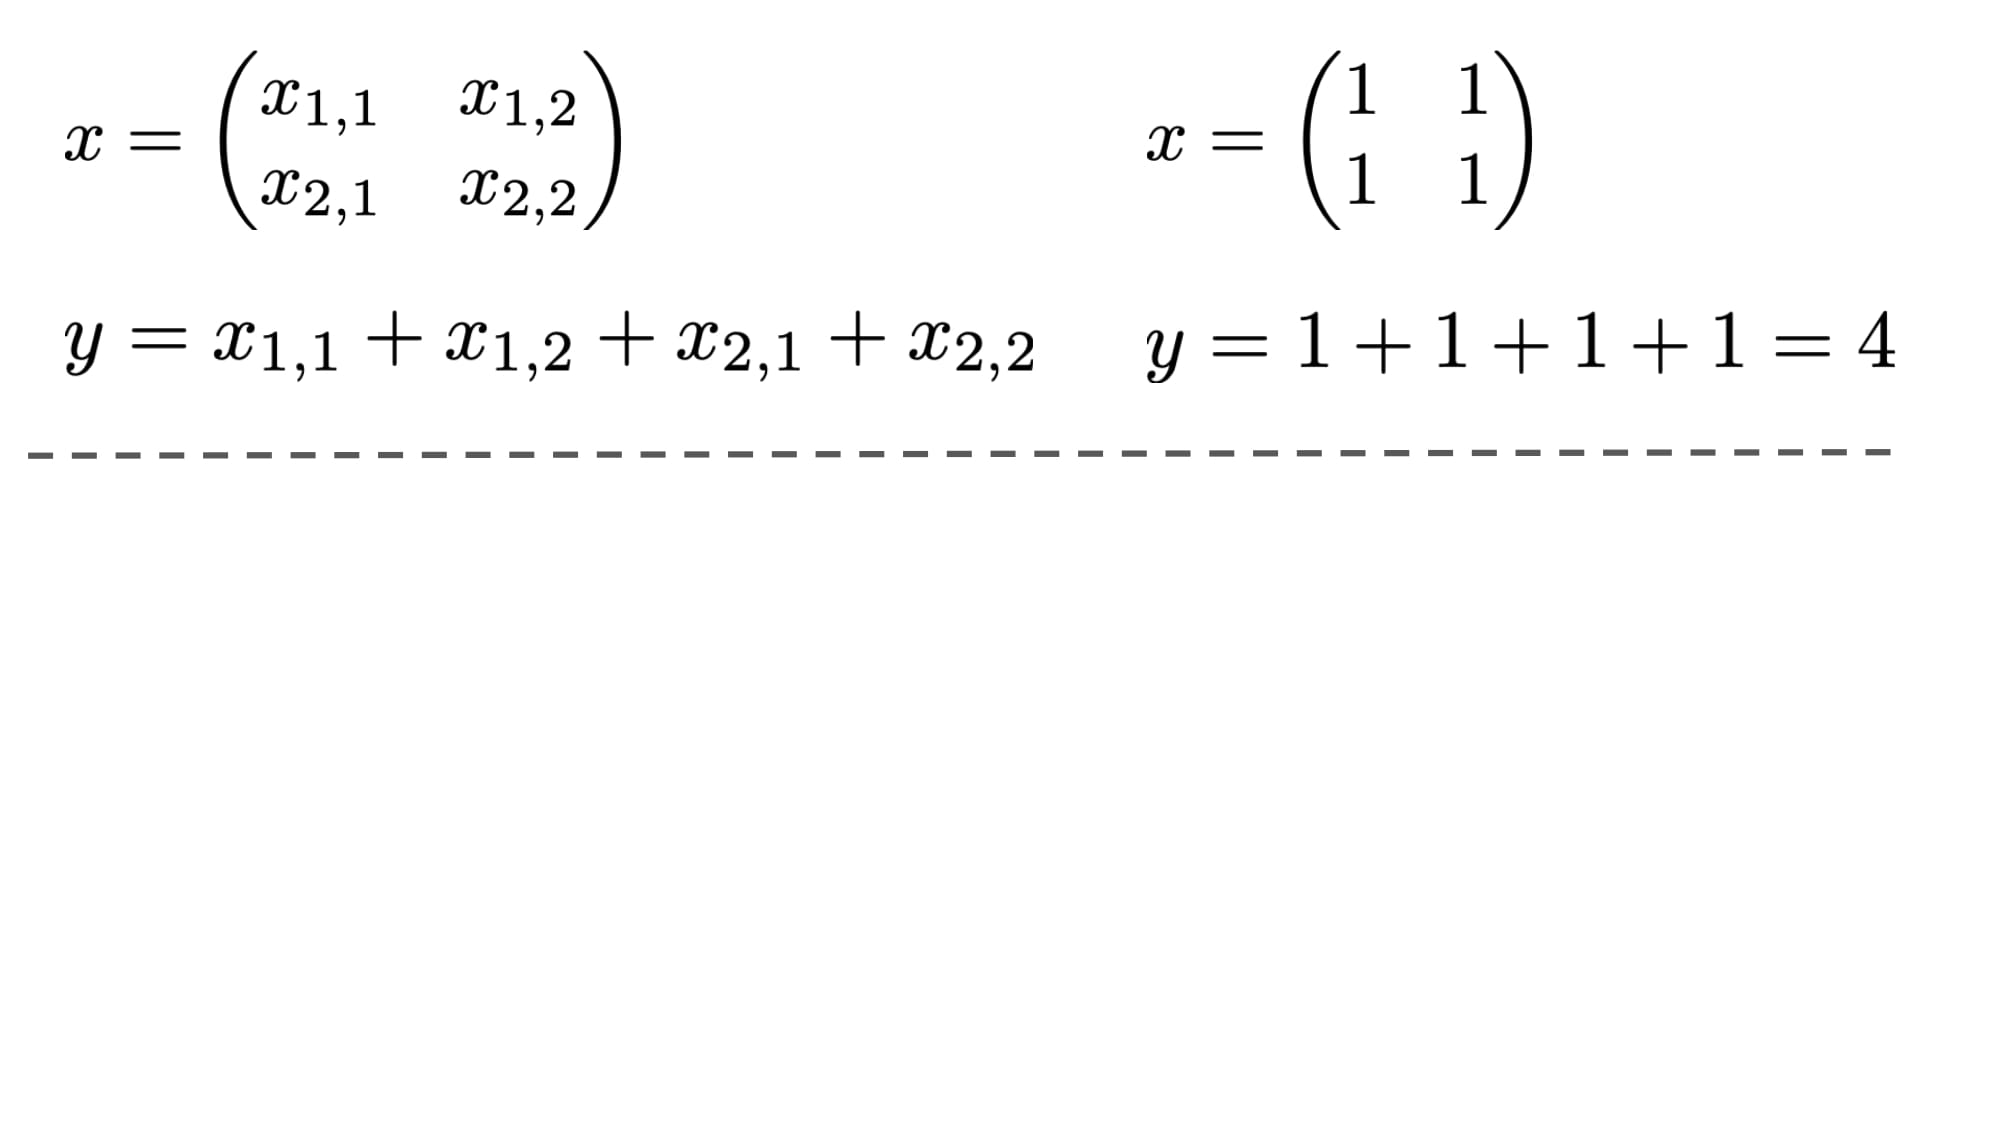 x = (x₁,₁ x₁,₂
x₂,₁ x₂,₂)
x = (1 1
1 1)
y = x₁,₁ + x₁,₂ + x₂,₁ + x₂,₂
y = 1 + 1 + 1 + 1 = 4